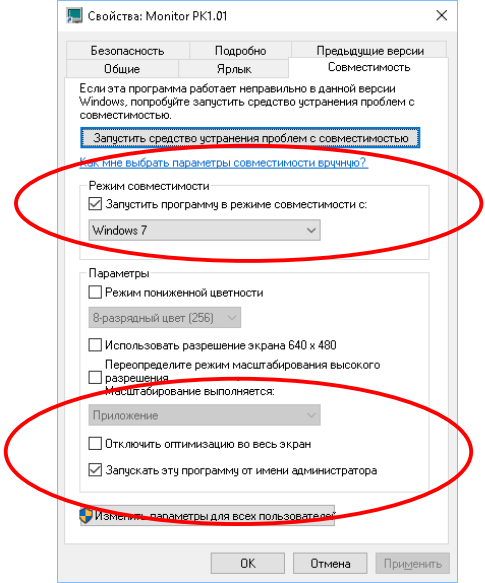 Свойства: Monitor PK1.01
Безопасность Подробно Предыдущие версии
Общие Ярлык Совместимость
Если эта программа работает неправильно в данной версии
Windows, попробуйте запустить средство устранения проблем с
совместимостью.
Запустить средство устранения проблем с совместимостью
Как мне выбрать параметры совместимости вручную?
Режим совместимости
Запустить программу в режиме совместимости с:
Windows 7
Параметры
Режим пониженной цветности
8-разрядный цвет (256)
Использовать разрешение экрана 640 x 480
Переопределите режим масштабирования высокого
разрешения
Масштабирование выполняется:
Приложение
Отключить оптимизацию во весь экран
Запускать эту программу от имени администратора
Изменить параметры для всех пользователей
OK Отмена Применить